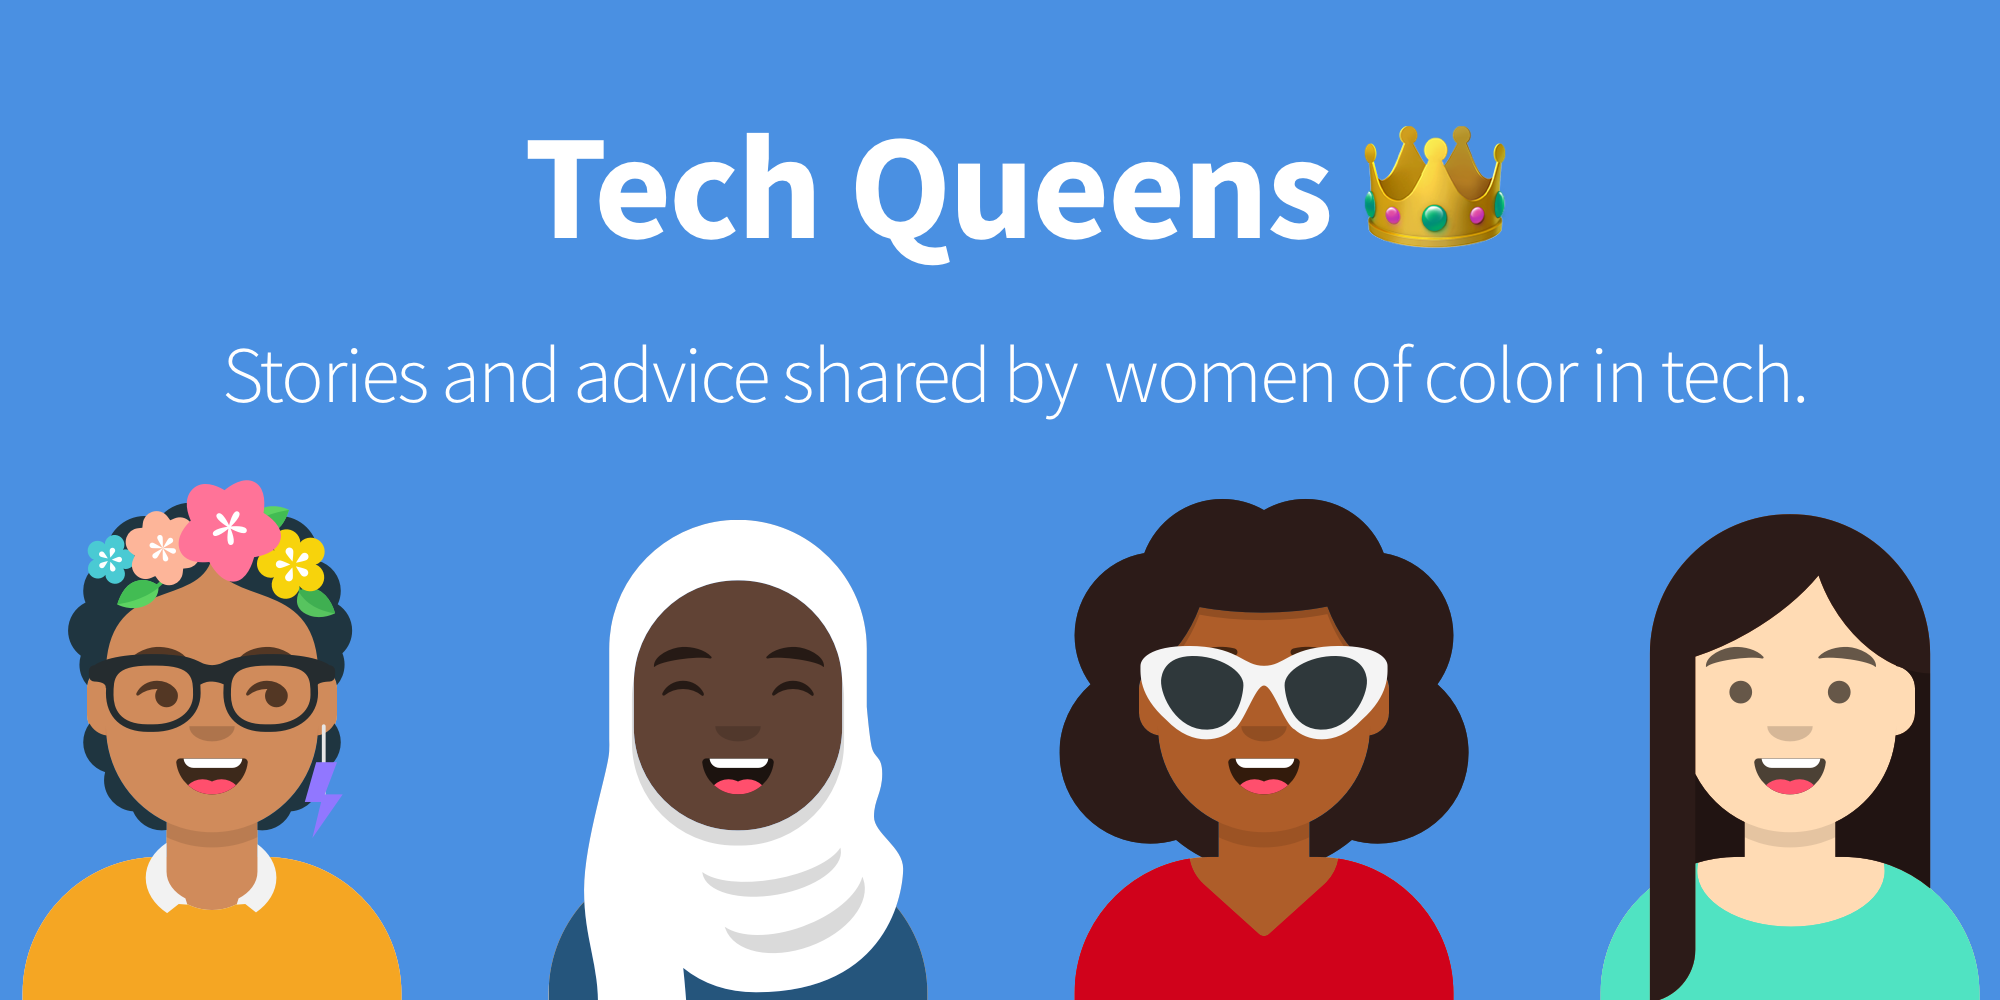 Tech Queens 👑
Stories and advice shared by  women of color in tech.